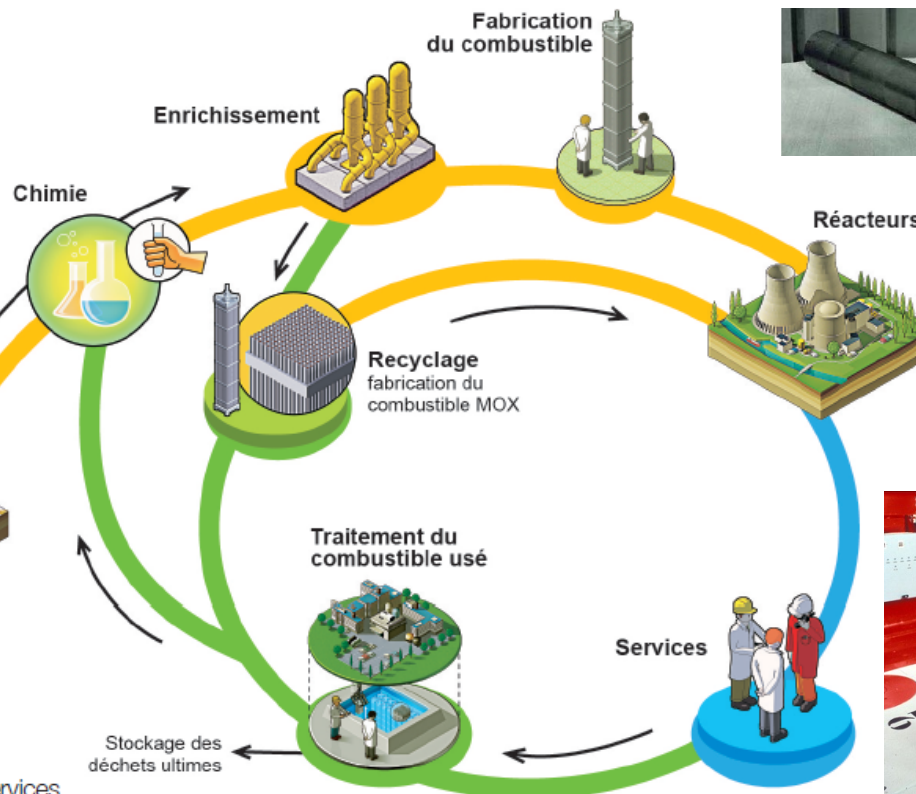 Fabrication
du combustible
Enrichissement
Chimie
Réacteurs
Recyclage
fabrication du
combustible MOX
Traitement du
combustible usé
Services
Stockage des
déchets ultimes